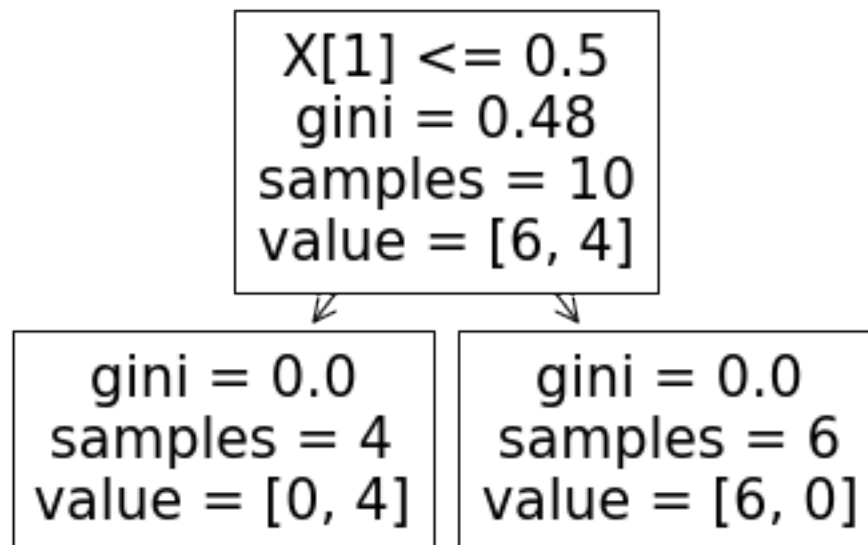 X[1] <= 0.5
gini = 0.48
samples = 10
value = [6, 4]
gini = 0.0
samples = 4
value = [0, 4]
gini = 0.0
samples = 6
value = [6, 0]